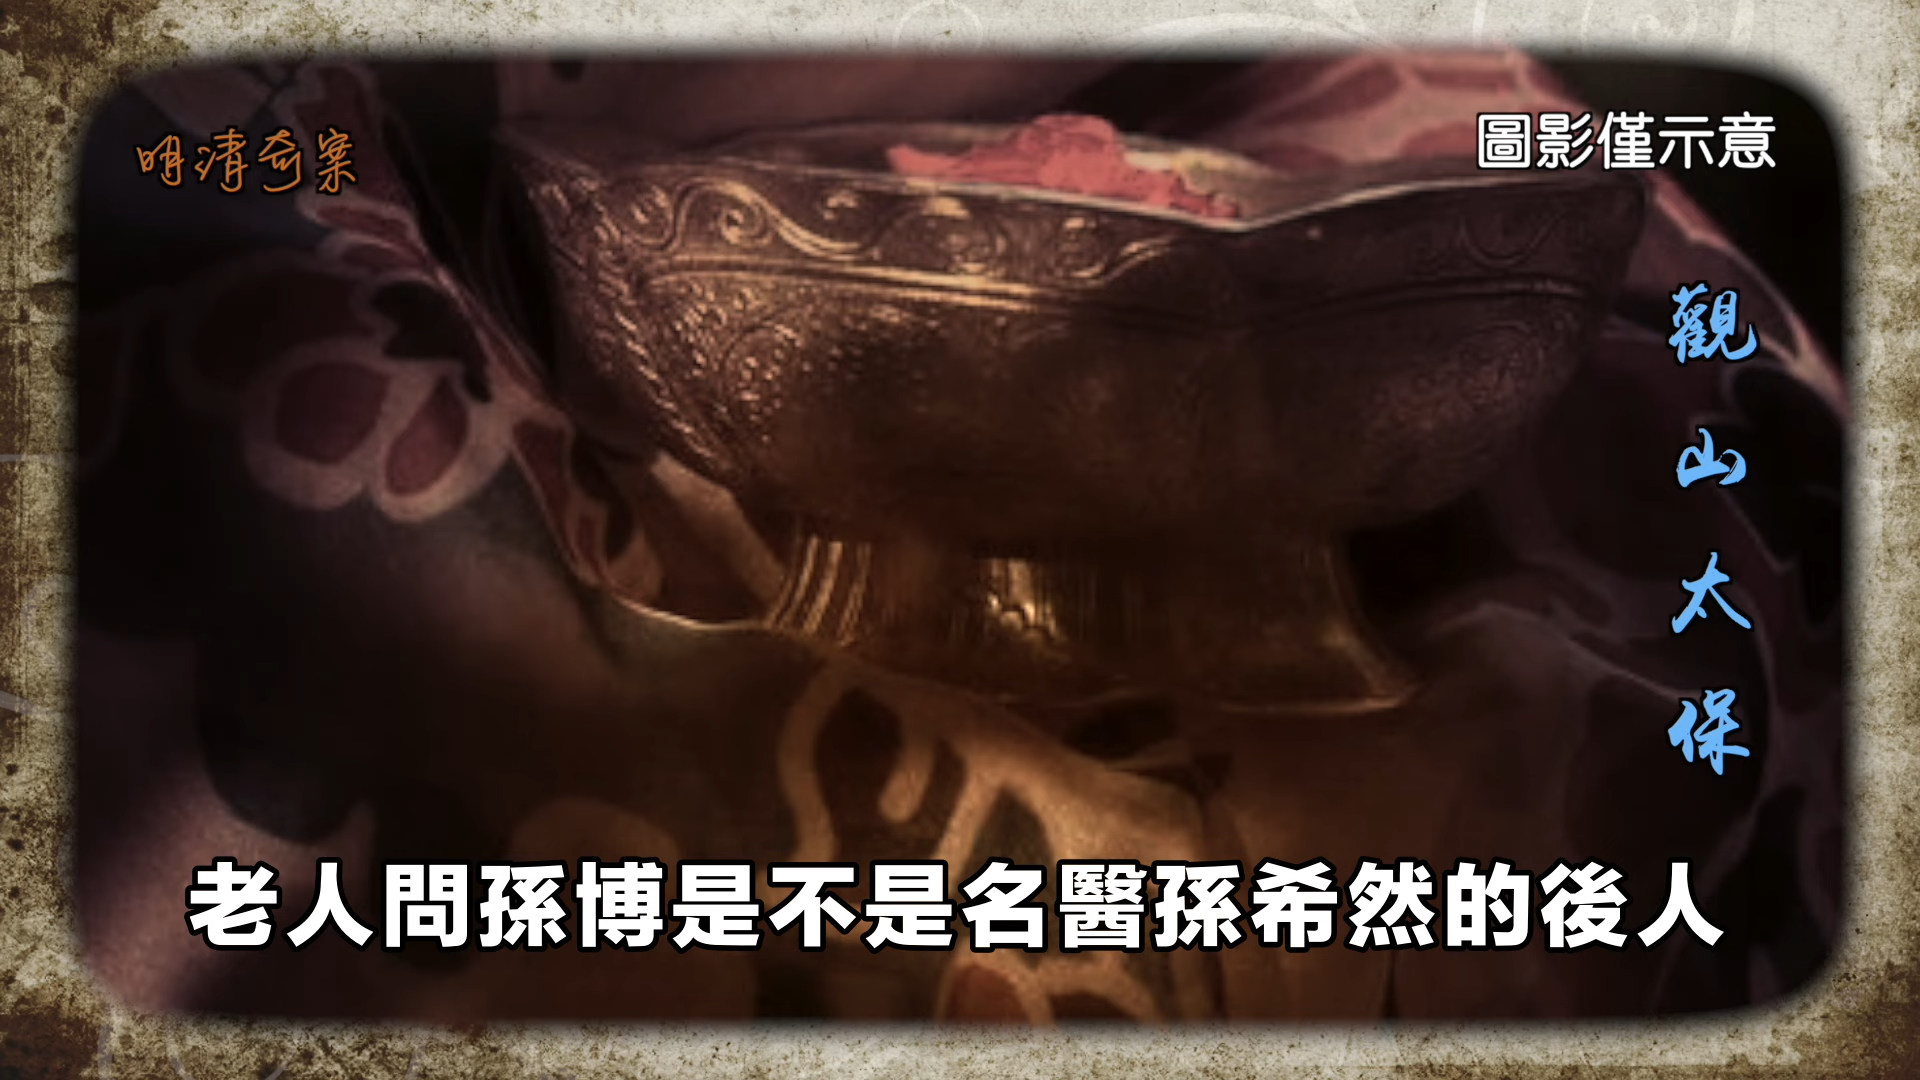 明清奇案
圖影僅示意
觀山太保
老人問孫博是不是名醫孫希然的後人